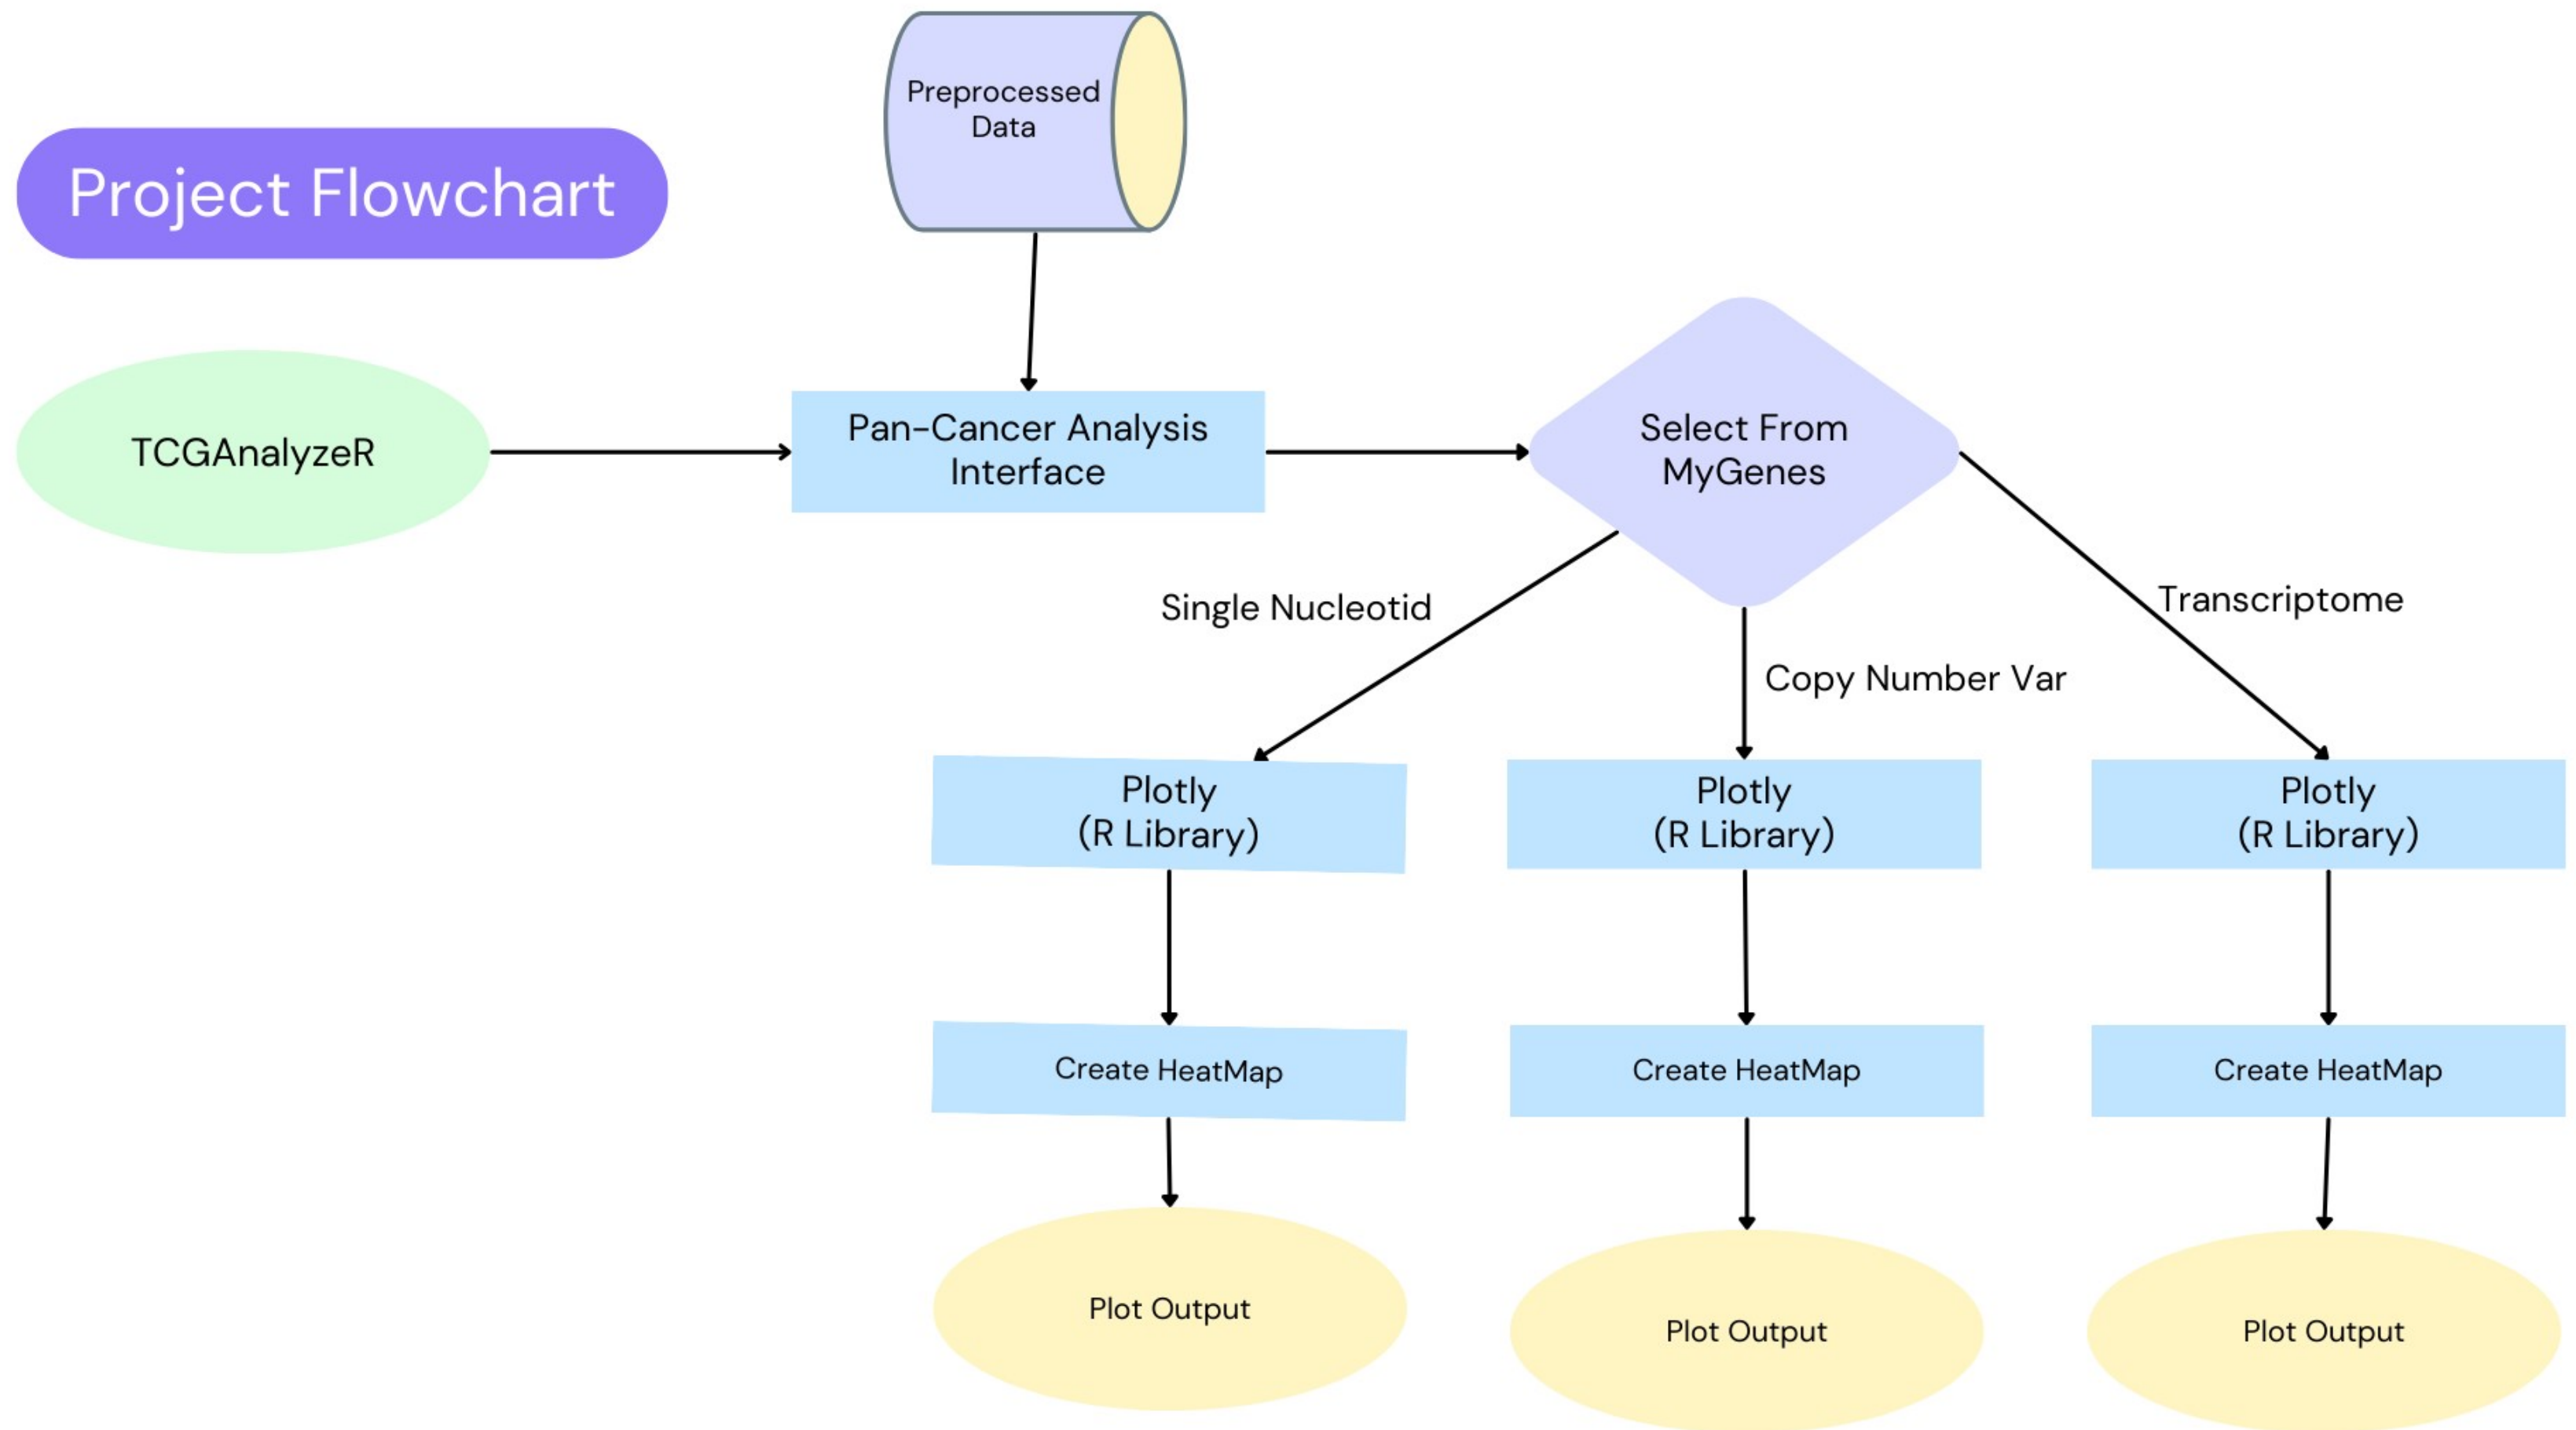 Preprocessed
Data
Project Flowchart
TCGAnalyzeR
Pan-Cancer Analysis
Interface
Select From
MyGenes
Single Nucleotid
Transcriptome
Copy Number Var
Plotly
(R Library)
Plotly
(R Library)
Plotly
(R Library)
Create HeatMap
Create HeatMap
Create HeatMap
Plot Output
Plot Output
Plot Output